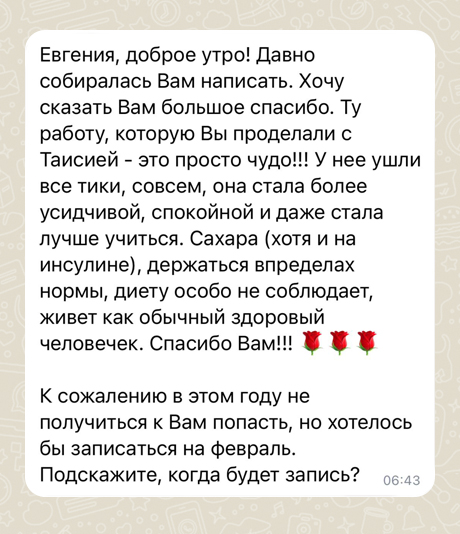 Евгения, доброе утро! Давно
собиралась Вам написать. Хочу
сказать Вам большое спасибо. Ту
работу, которую Вы проделали с
Таисией - это просто чудо!!! У нее ушли
все тики, совсем, она стала более
усидчивой, спокойной и даже стала
лучше учиться. Сахара (хотя и на
инсулине), держаться впределах
нормы, диету особо не соблюдает,
живет как обычный здоровый
человечек. Спасибо Вам!!! 🌹🌹🌹
К сожалению в этом году не
получиться к Вам попасть, но хотелось
бы записаться на февраль.
Подскажите, когда будет запись?
06:43